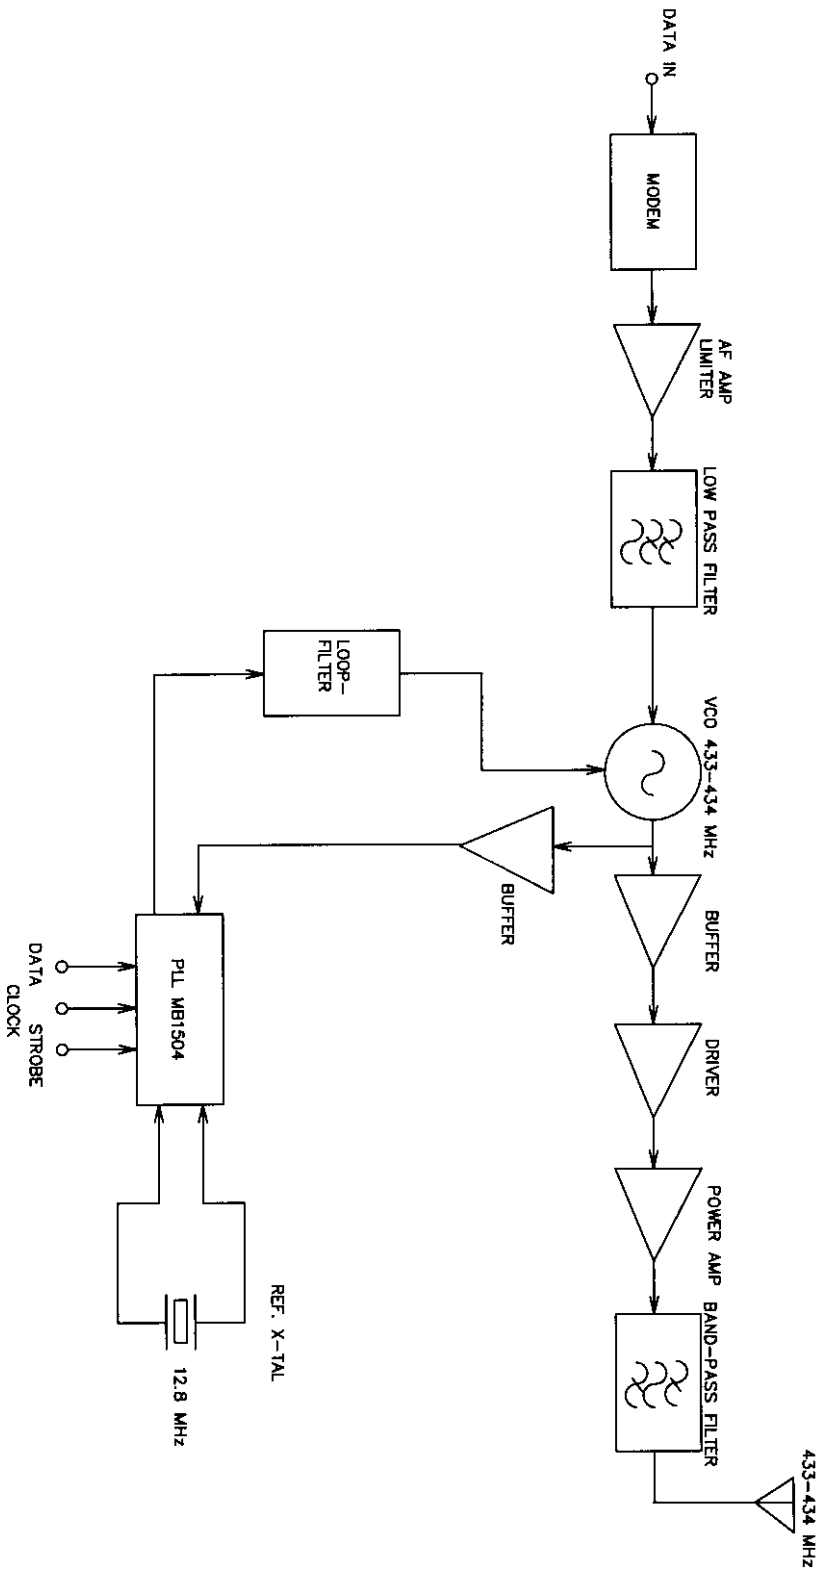 DATA IN
MODEM
AF AMP
LIMITER
LOW PASS FILTER
VCO 433-434 MHz
BUFFER
DRIVER
POWER AMP
BAND-PASS FILTER
433-434 MHz
LOOP-
FILTER
BUFFER
PLL MB1504
DATA
CLOCK
STROBE
REF. X-TAL
12.8 MHz